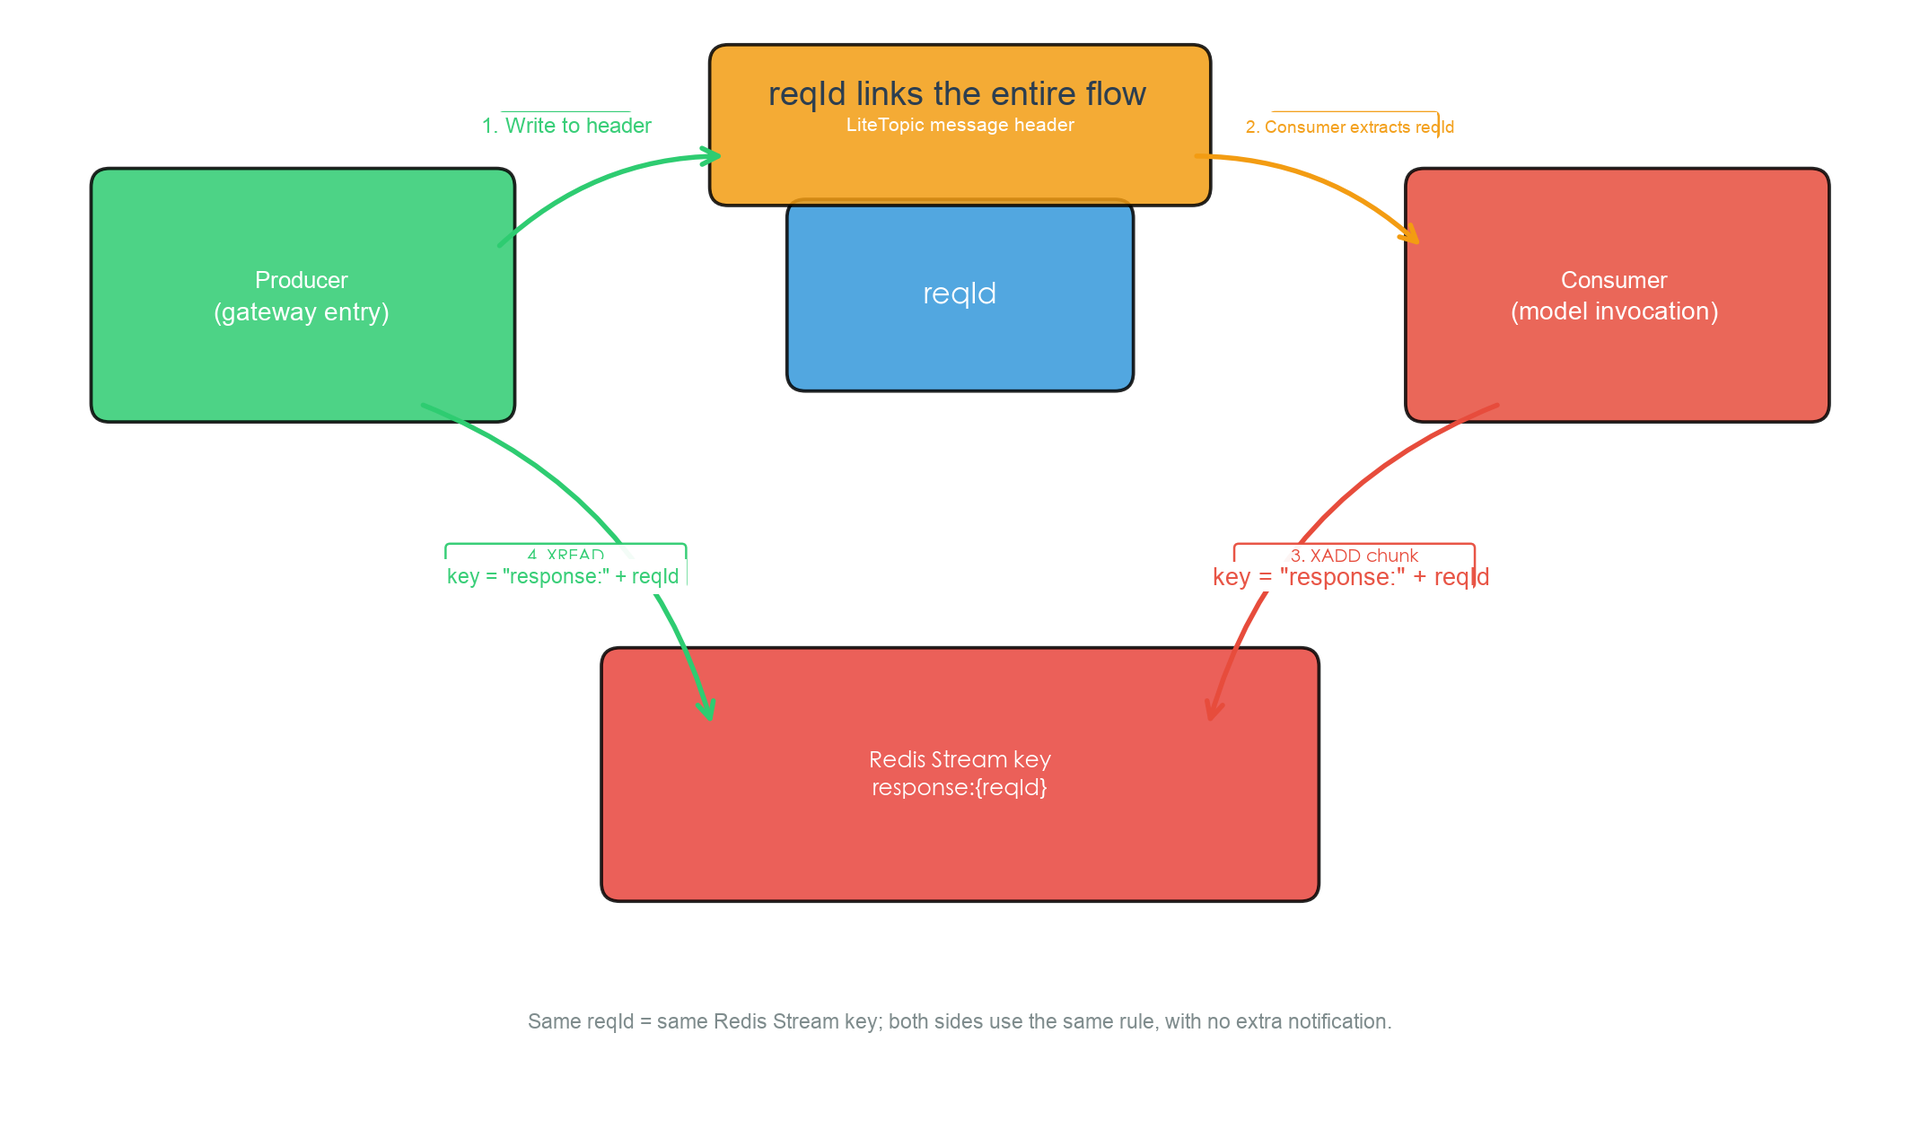 reqId links the entire flow
LiteTopic message header
1. Write to header
2. Consumer extracts reqId
Producer
(gateway entry)
reqId
Consumer
(model invocation)
4. XREAD
key = "response:" + reqId
3. XADD chunk
key = "response:" + reqId
Redis Stream key
response:{reqId}
Same reqId = same Redis Stream key; both sides use the same rule, with no extra notification.